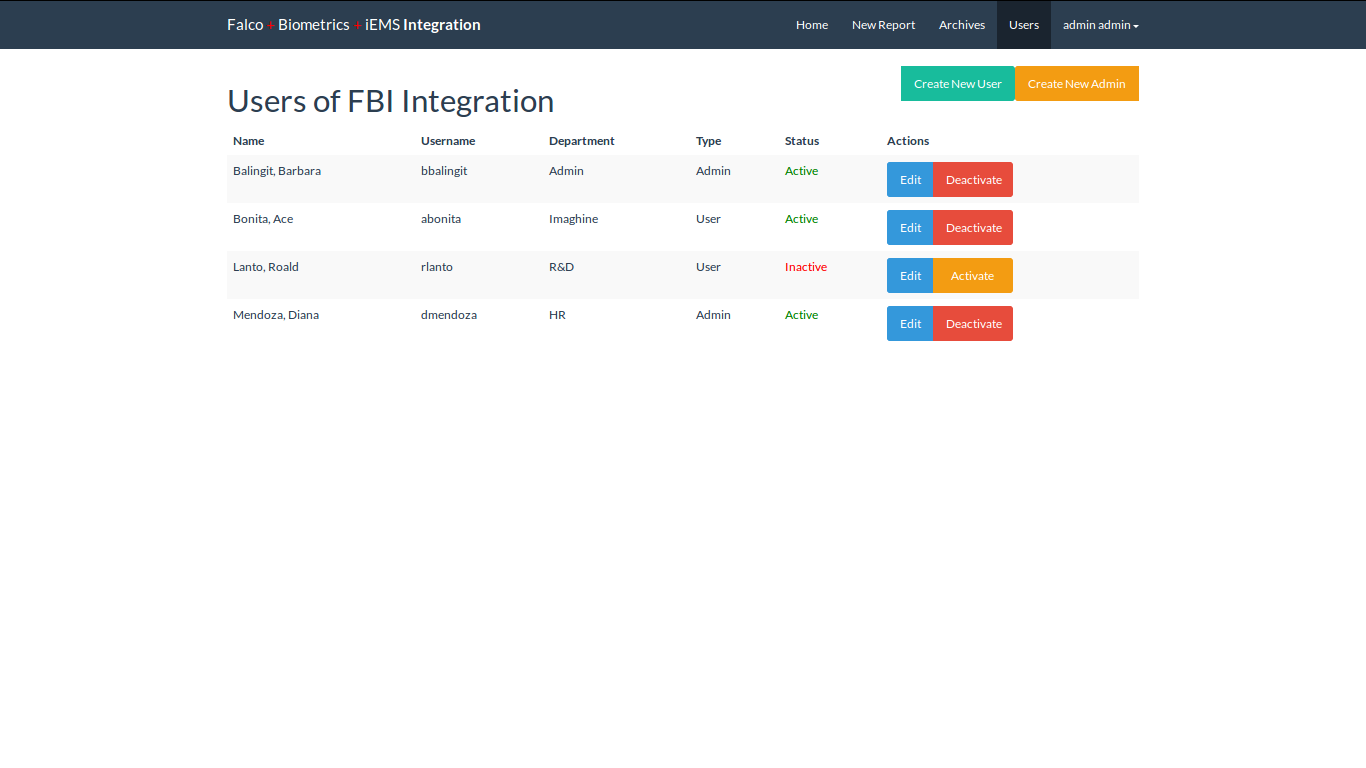 Falco + Biometrics + iEMS Integration Home New Report Archives Users admin admin
Create New User Create New Admin
Users of FBI Integration
Name Username Department Type Status Actions
Balingit, Barbara bbalingit Admin Admin Active Edit Deactivate
Bonita, Ace abonita Imaghine User Active Edit Deactivate
Lanto, Roald rlanto R&D User Inactive Edit Activate
Mendoza, Diana dmendoza HR Admin Active Edit Deactivate